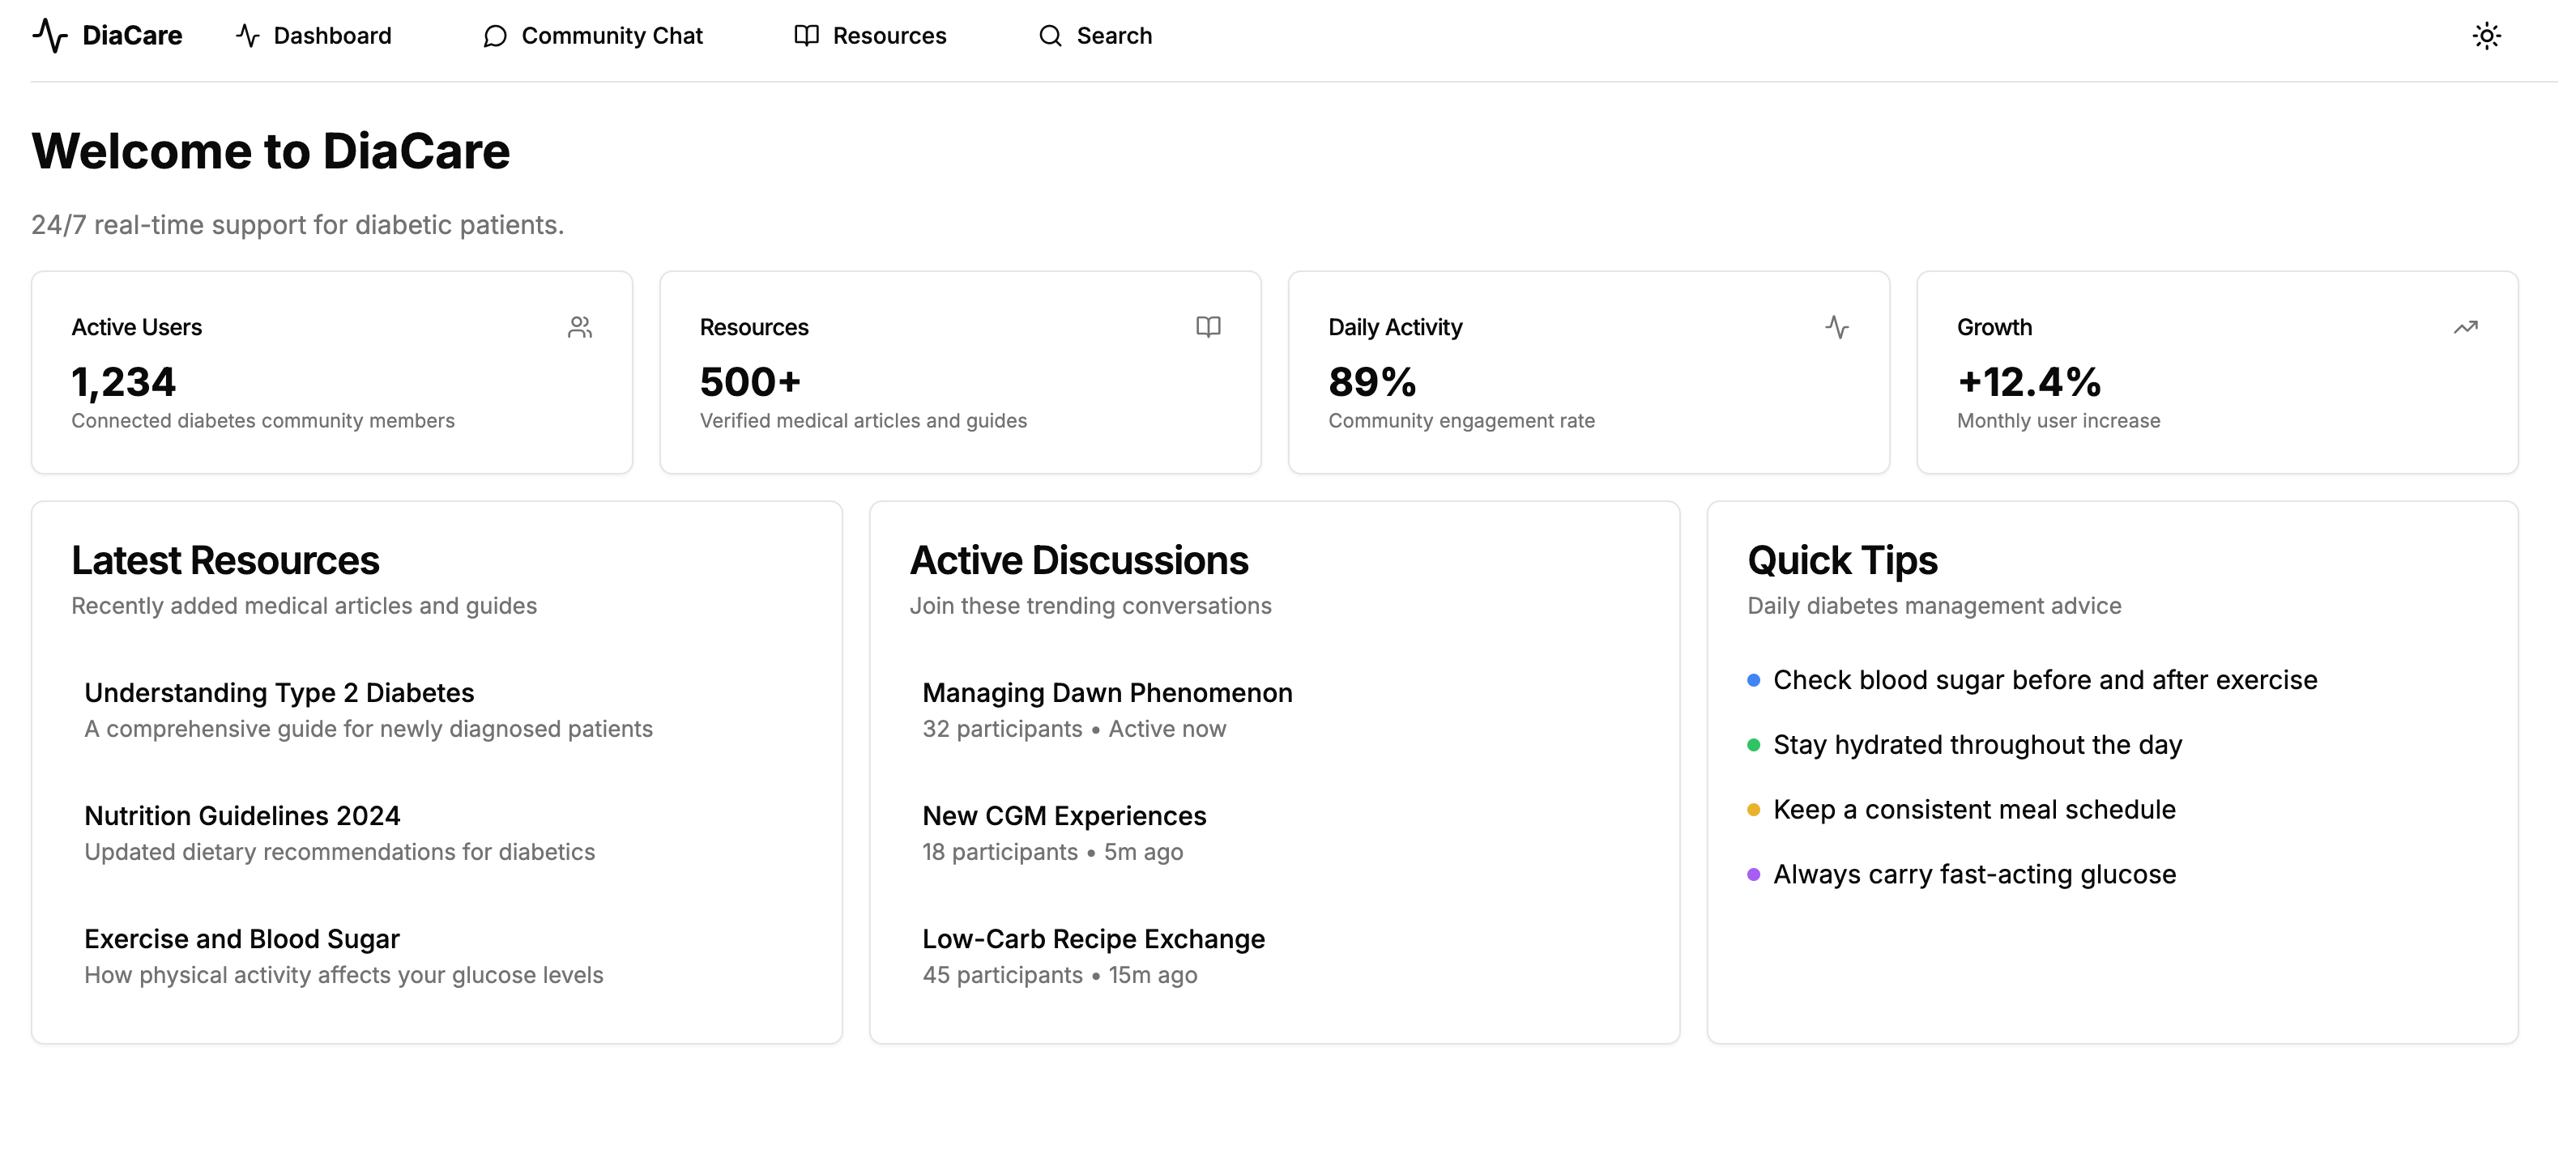 DiaCare
Dashboard
Community Chat
Resources
Search
Welcome to DiaCare
24/7 real-time support for diabetic patients.
Active Users
1,234
Connected diabetes community members
Resources
500+
Verified medical articles and guides
Daily Activity
89%
Community engagement rate
Growth
+12.4%
Monthly user increase
Latest Resources
Recently added medical articles and guides
Understanding Type 2 Diabetes
A comprehensive guide for newly diagnosed patients
Nutrition Guidelines 2024
Updated dietary recommendations for diabetics
Exercise and Blood Sugar
How physical activity affects your glucose levels
Active Discussions
Join these trending conversations
Managing Dawn Phenomenon
32 participants • Active now
New CGM Experiences
18 participants • 5m ago
Low-Carb Recipe Exchange
45 participants • 15m ago
Quick Tips
Daily diabetes management advice
Check blood sugar before and after exercise
Stay hydrated throughout the day
Keep a consistent meal schedule
Always carry fast-acting glucose